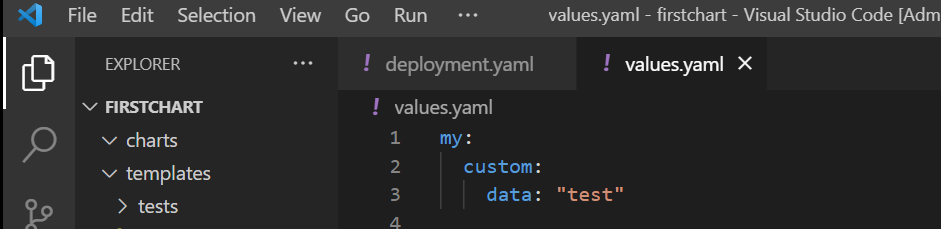 File Edit Selection View Go Run ··· values.yaml - firstchart - Visual Studio Code [Adm
EXPLORER ···
FIRSTCHART
charts
templates
tests
! deployment.yaml
! values.yaml ×
! values.yaml
1 my:
2 custom:
3 data: "test"
4